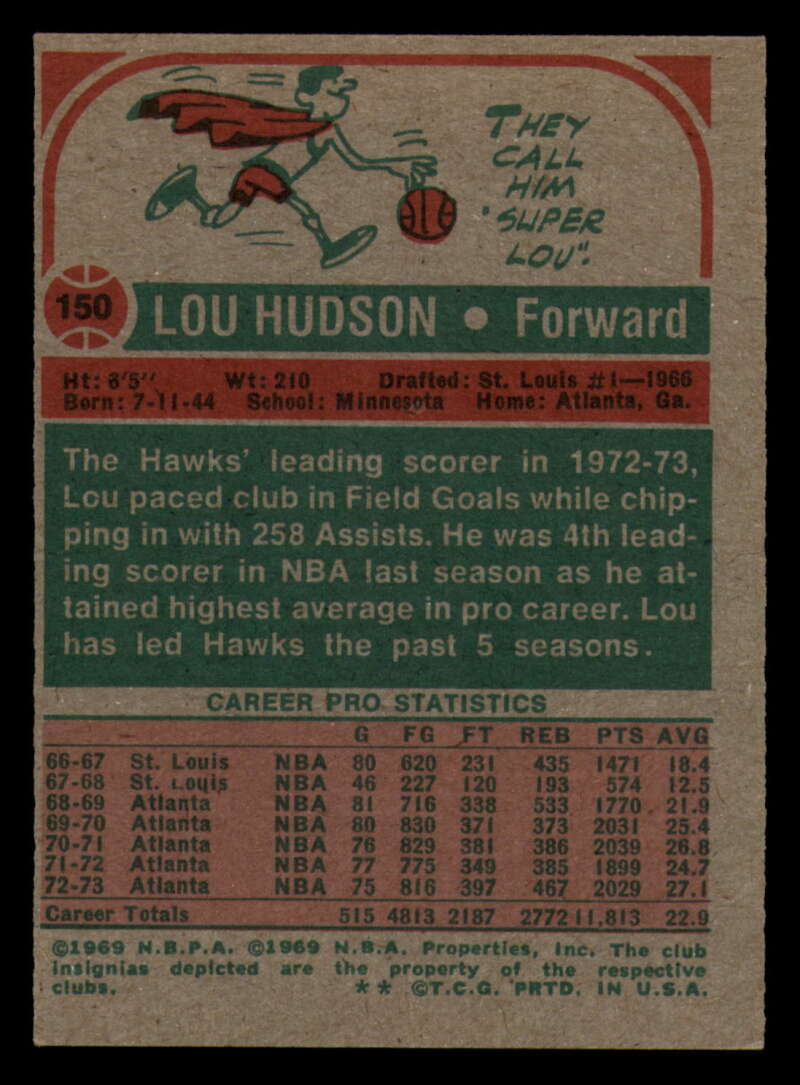 THEY
CALL
HIM
"SUPER
LOU".
150 LOU HUDSON • Forward
Ht: 6'5" Wt: 210 Drafted: St. Louis #1—1966
Born: 7-11-44 School: Minnesota Home: Atlanta, Ga.
The Hawks' leading scorer in 1972-73,
Lou paced club in Field Goals while chip-
ping in with 258 Assists. He was 4th lead-
ing scorer in NBA last season as he at-
tained highest average in pro career. Lou
has led Hawks the past 5 seasons.
CAREER PRO STATISTICS
G FG FT REB PTS AVG
66-67 St. Louis NBA 80 620 231 435 1471 18.4
67-68 St. Louis NBA 46 227 120 193 574 12.5
68-69 Atlanta NBA 81 716 338 533 1770 21.9
69-70 Atlanta NBA 80 830 371 373 2031 25.4
70-71 Atlanta NBA 76 829 381 386 2039 26.8
71-72 Atlanta NBA 77 775 349 385 1899 24.7
72-73 Atlanta NBA 75 816 397 467 2029 27.1
Career Totals 515 4813 2187 2772 11,813 22.9
©1969 N.B.P.A. ©1969 N.B.A. Properties, Inc. The club
insignias depicted are the property of the respective
clubs. ** ©T.C.G. PRTD. IN U.S.A.